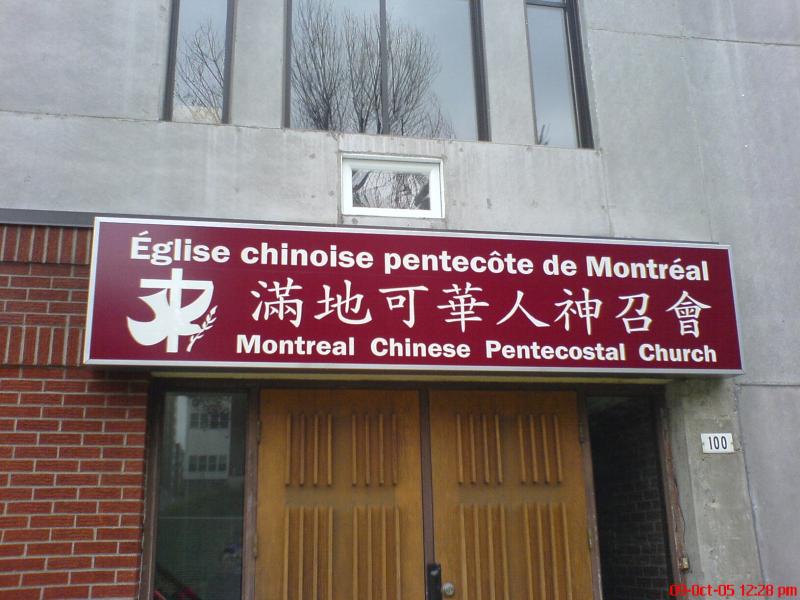 Église chinoise pentecôte de Montréal
滿地可華人神召會
Montreal Chinese Pentecostal Church
100
09-Oct-05 12:28 pm